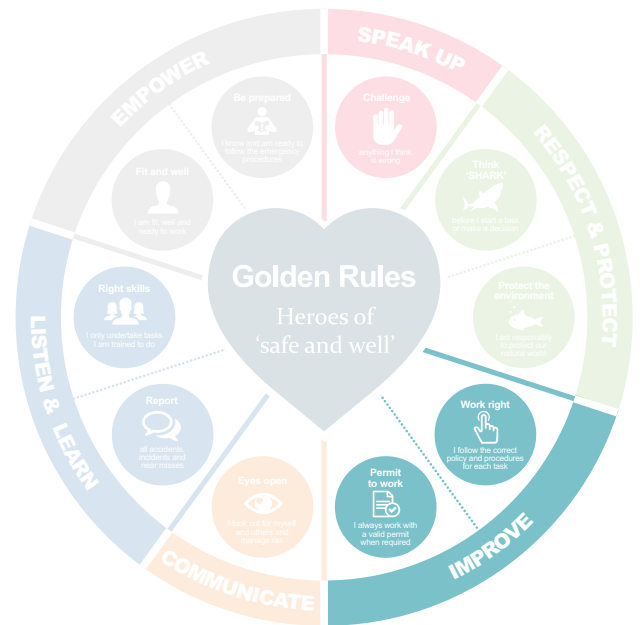 Golden Rules
Heroes of
'safe and well'
SPEAK UP
Challenge
anything I think
is wrong
RESPECT & PROTECT
Think
'SHARK'
before I start a task
or make a decision
Protect the
environment
I act responsibly
to protect our
natural world
IMPROVE
Work right
I follow the correct
policy and procedures
for each task
Permit
to work
I always work with
a valid permit
when required
COMMUNICATE
Eyes open
I look out for myself
and others and
manage risk
LISTEN & LEARN
Report
all accidents,
incidents and
near misses
Right skills
I only undertake tasks
I am trained to do
EMPOWER
Fit and well
I am fit, well and
ready to work
Be prepared
I know and am ready to
follow the emergency
procedures